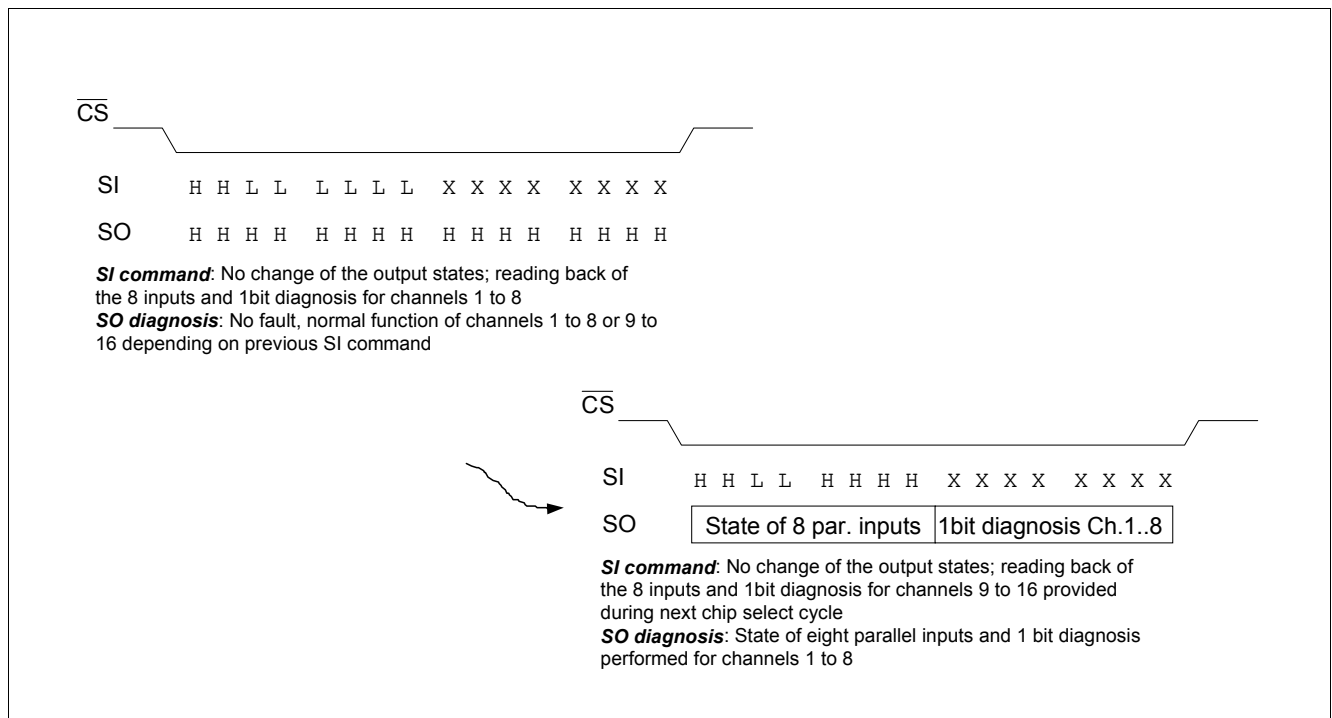 CS
SI H H L L L L L L X X X X X X X X
SO H H H H H H H H H H H H H H H H
SI command: No change of the output states; reading back of
the 8 inputs and 1bit diagnosis for channels 1 to 8
SO diagnosis: No fault, normal function of channels 1 to 8 or 9 to
16 depending on previous SI command
CS
SI H H L L H H H H X X X X X X X X
SO State of 8 par. inputs 1bit diagnosis Ch.1..8
SI command: No change of the output states; reading back of
the 8 inputs and 1bit diagnosis for channels 9 to 16 provided
during next chip select cycle
SO diagnosis: State of eight parallel inputs and 1 bit diagnosis
performed for channels 1 to 8